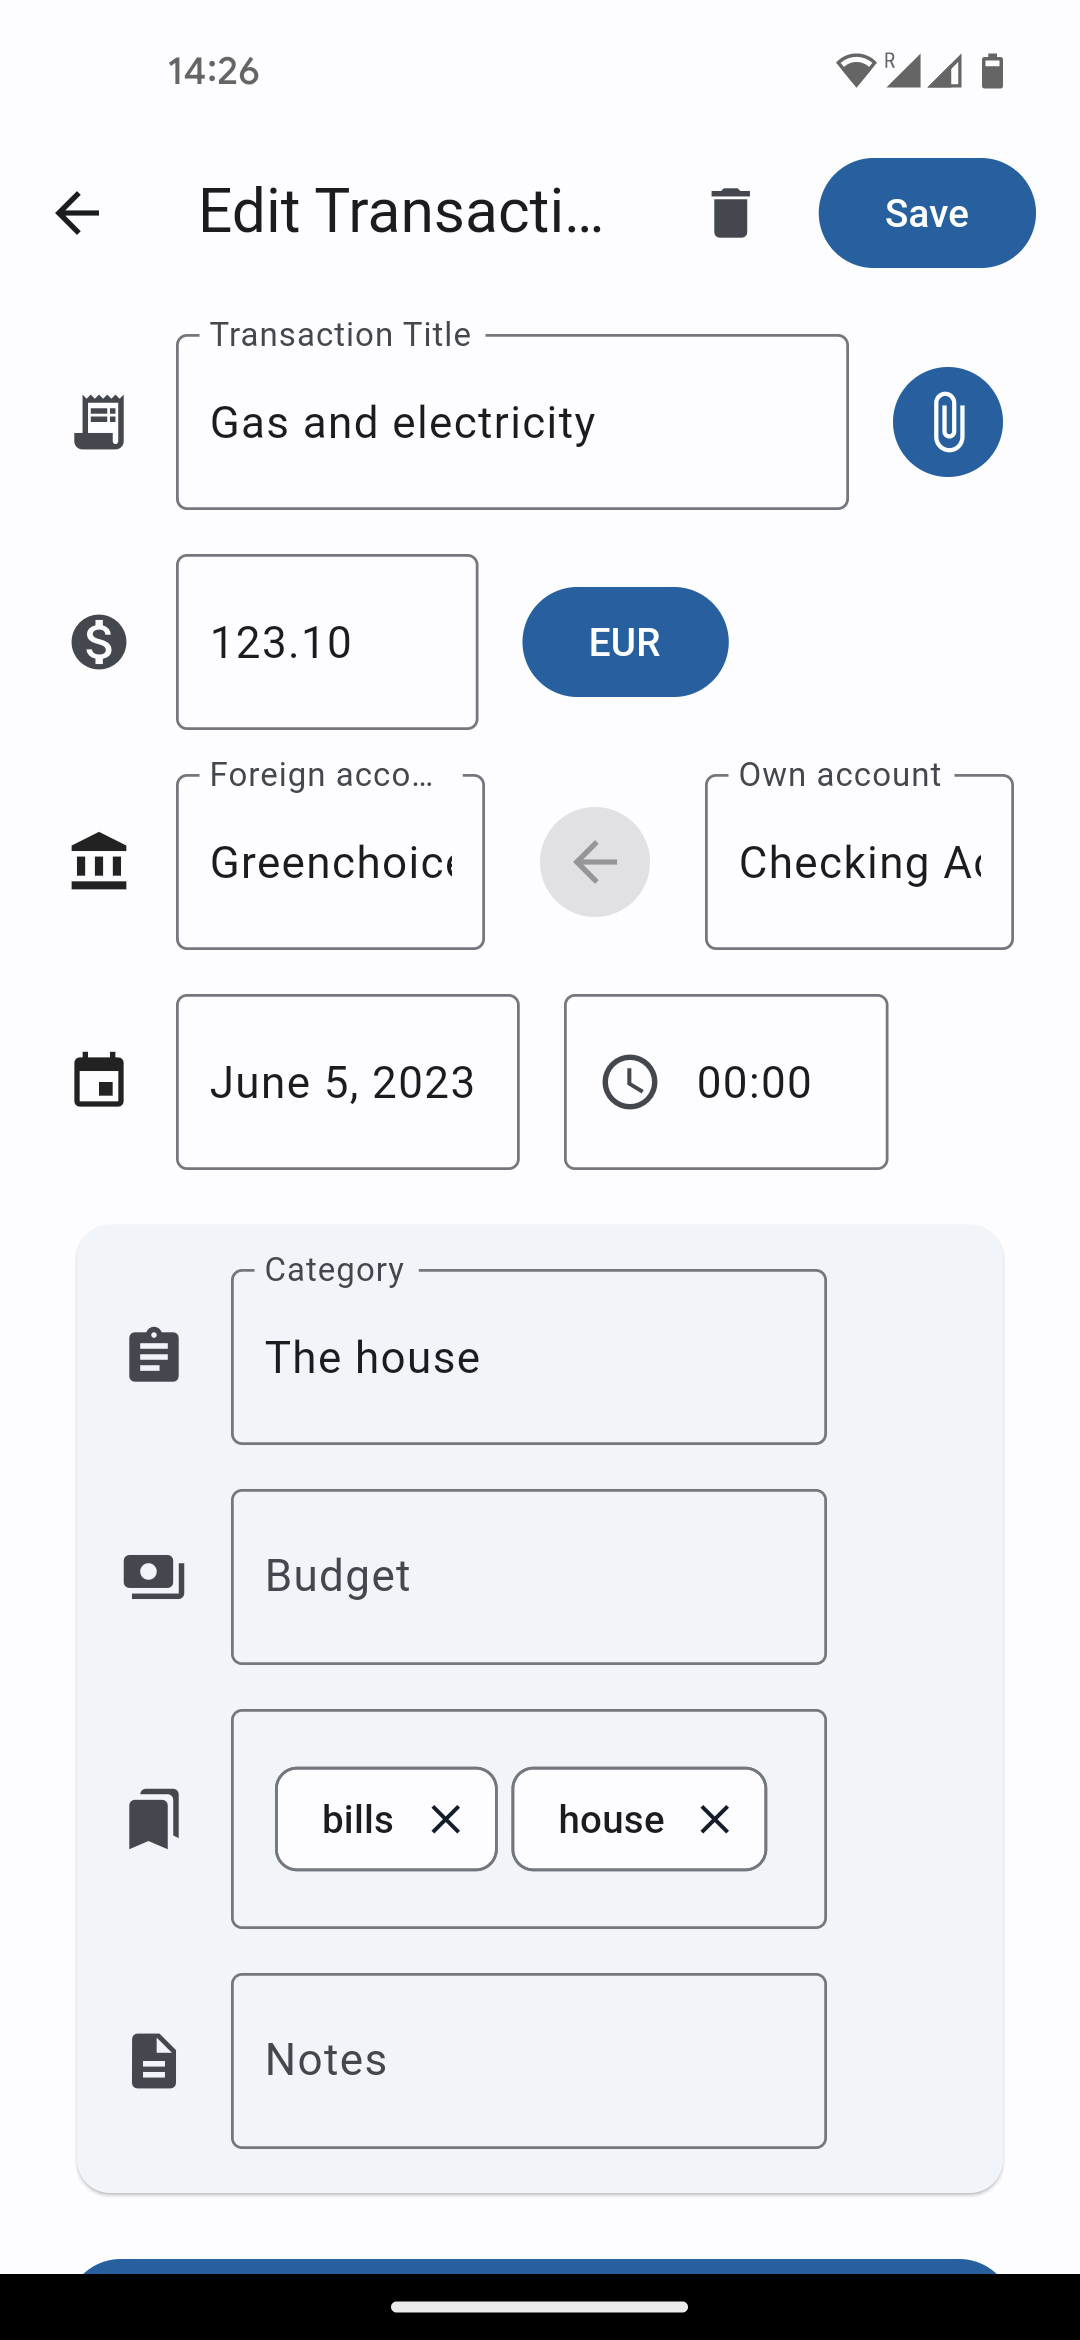 14:26
R
Edit Transacti...
Save
Transaction Title
Gas and electricity
123.10
EUR
Foreign acco...
Own account
Greenchoice
Checking Ac
June 5, 2023
00:00
Category
The house
Budget
bills
house
Notes